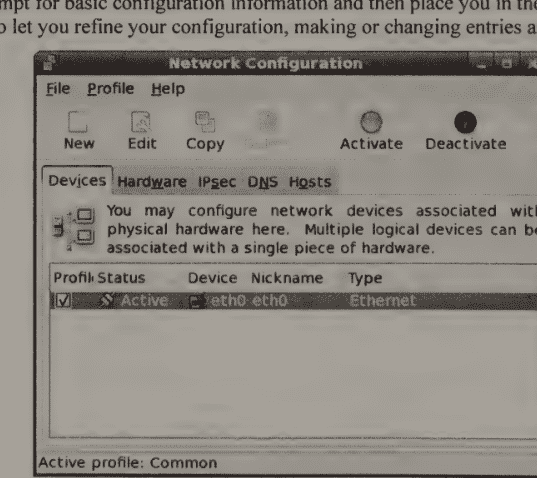 mpt for basic configuration information and then place you in the
o let you refine your configuration, making or changing entries a
Network Configuration
File Profile Help
New Edit Copy Activate Deactivate
Devices Hardware IPsec DNS Hosts
You may configure network devices associated with
physical hardware here. Multiple logical devices can be
associated with a single piece of hardware.
Profil Status Device Nickname Type
Active eth0 eth0 Ethernet
Active profile: Common